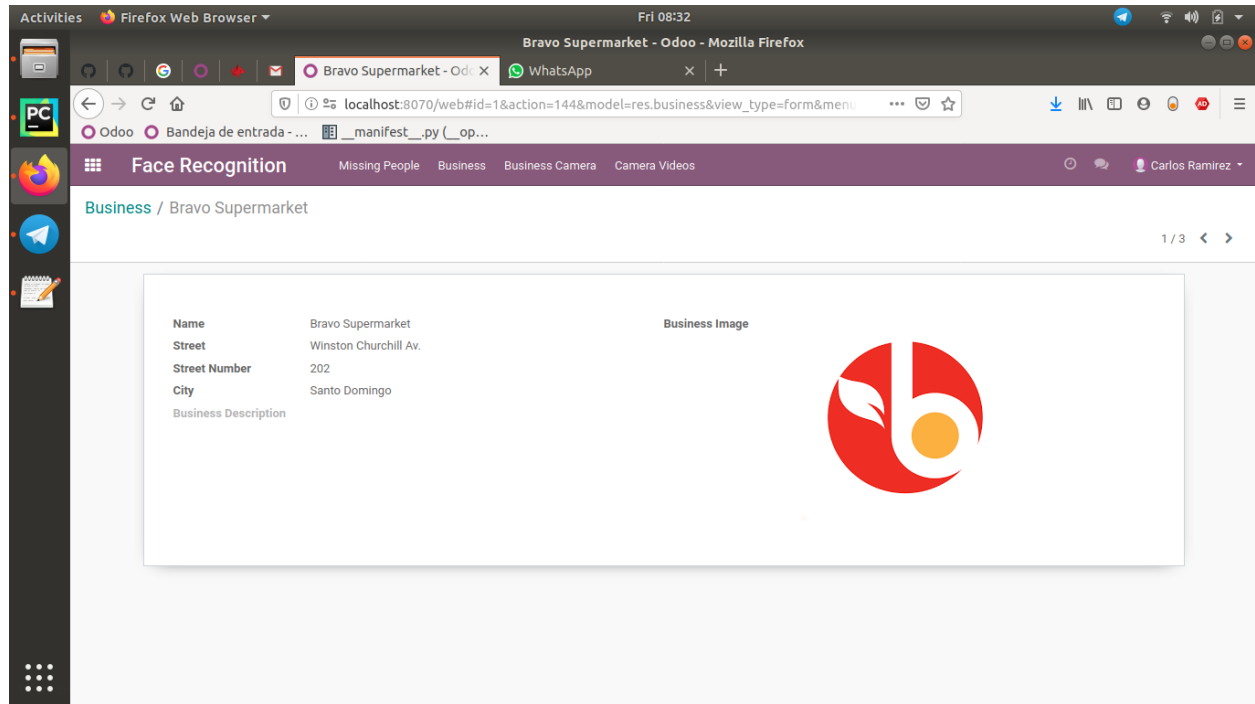 Activities Firefox Web Browser Fri 08:32
Bravo Supermarket - Odoo - Mozilla Firefox
Bravo Supermarket - Odo WhatsApp
localhost:8070/web#id=1&action=144&model=res.business&view_type=form&menu
Odoo Bandeja de entrada - ... __manifest__.py (__op...
Face Recognition Missing People Business Business Camera Camera Videos Carlos Ramirez
Business / Bravo Supermarket
1 / 3
Name Bravo Supermarket Business Image
Street Winston Churchill Av.
Street Number 202
City Santo Domingo
Business Description
PC